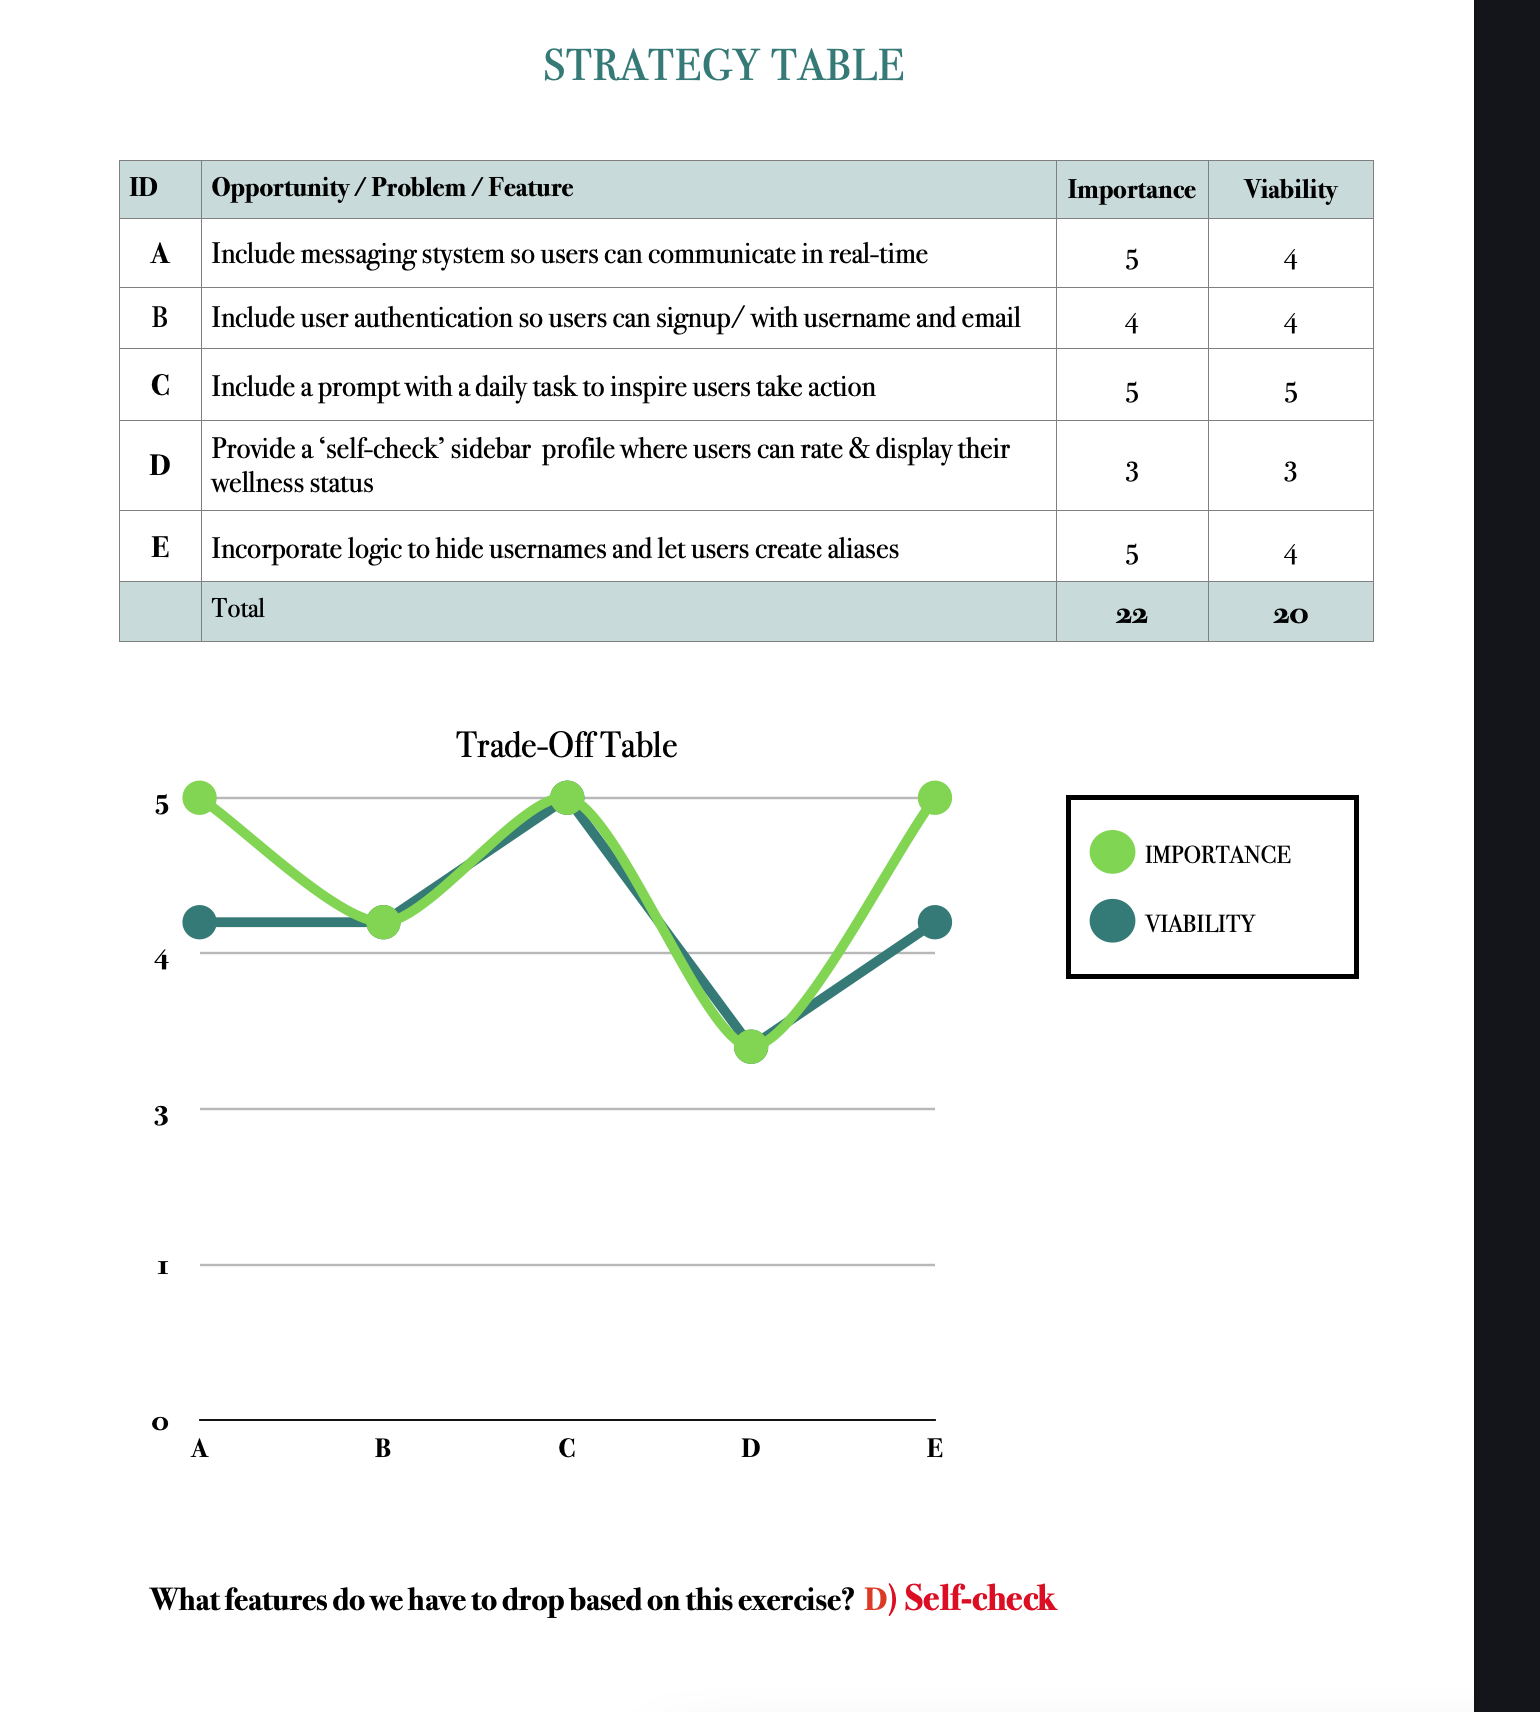 STRATEGY TABLE
ID Opportunity / Problem / Feature Importance Viability
A Include messaging stystem so users can communicate in real-time 5 4
B Include user authentication so users can signup/ with username and email 4 4
C Include a prompt with a daily task to inspire users take action 5 5
D Provide a ‘self-check’ sidebar profile where users can rate & display their 3 3
wellness status
E Incorporate logic to hide usernames and let users create aliases 5 4
Total 22 20
Trade-Off Table
5
4
3
1
0
A B C D E
IMPORTANCE
VIABILITY
What features do we have to drop based on this exercise? D) Self-check